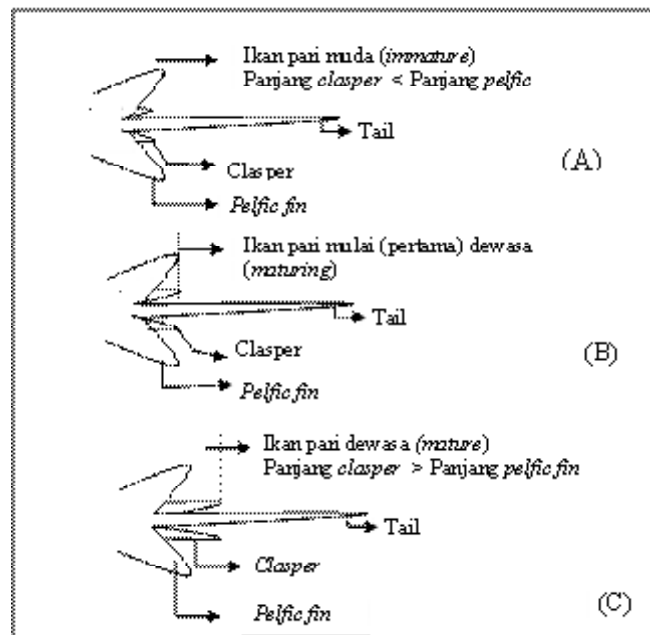 Ikan pari muda (immature)
Panjang clasper < Panjang pelfic
Tail
Clasper
(A)
Pelfic fin
Ikan pari mulai (pertama) dewasa
(maturing)
Tail
Clasper
(B)
Pelfic fin
Ikan pari dewasa (mature)
Panjang clasper > Panjang pelfic fin
Tail
Clasper
Pelfic fin
(C)